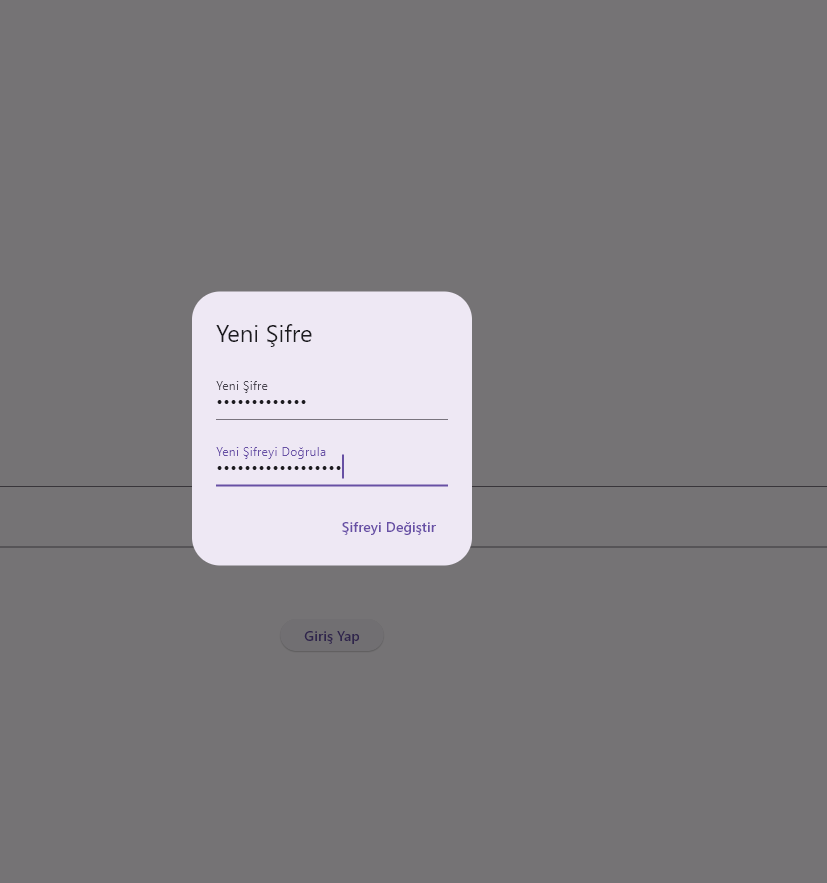 Yeni Şifre
Yeni Şifre
•••••••••••••
Yeni Şifreyi Doğrula
••••••••••••••••••
Şifreyi Değiştir
Giriş Yap